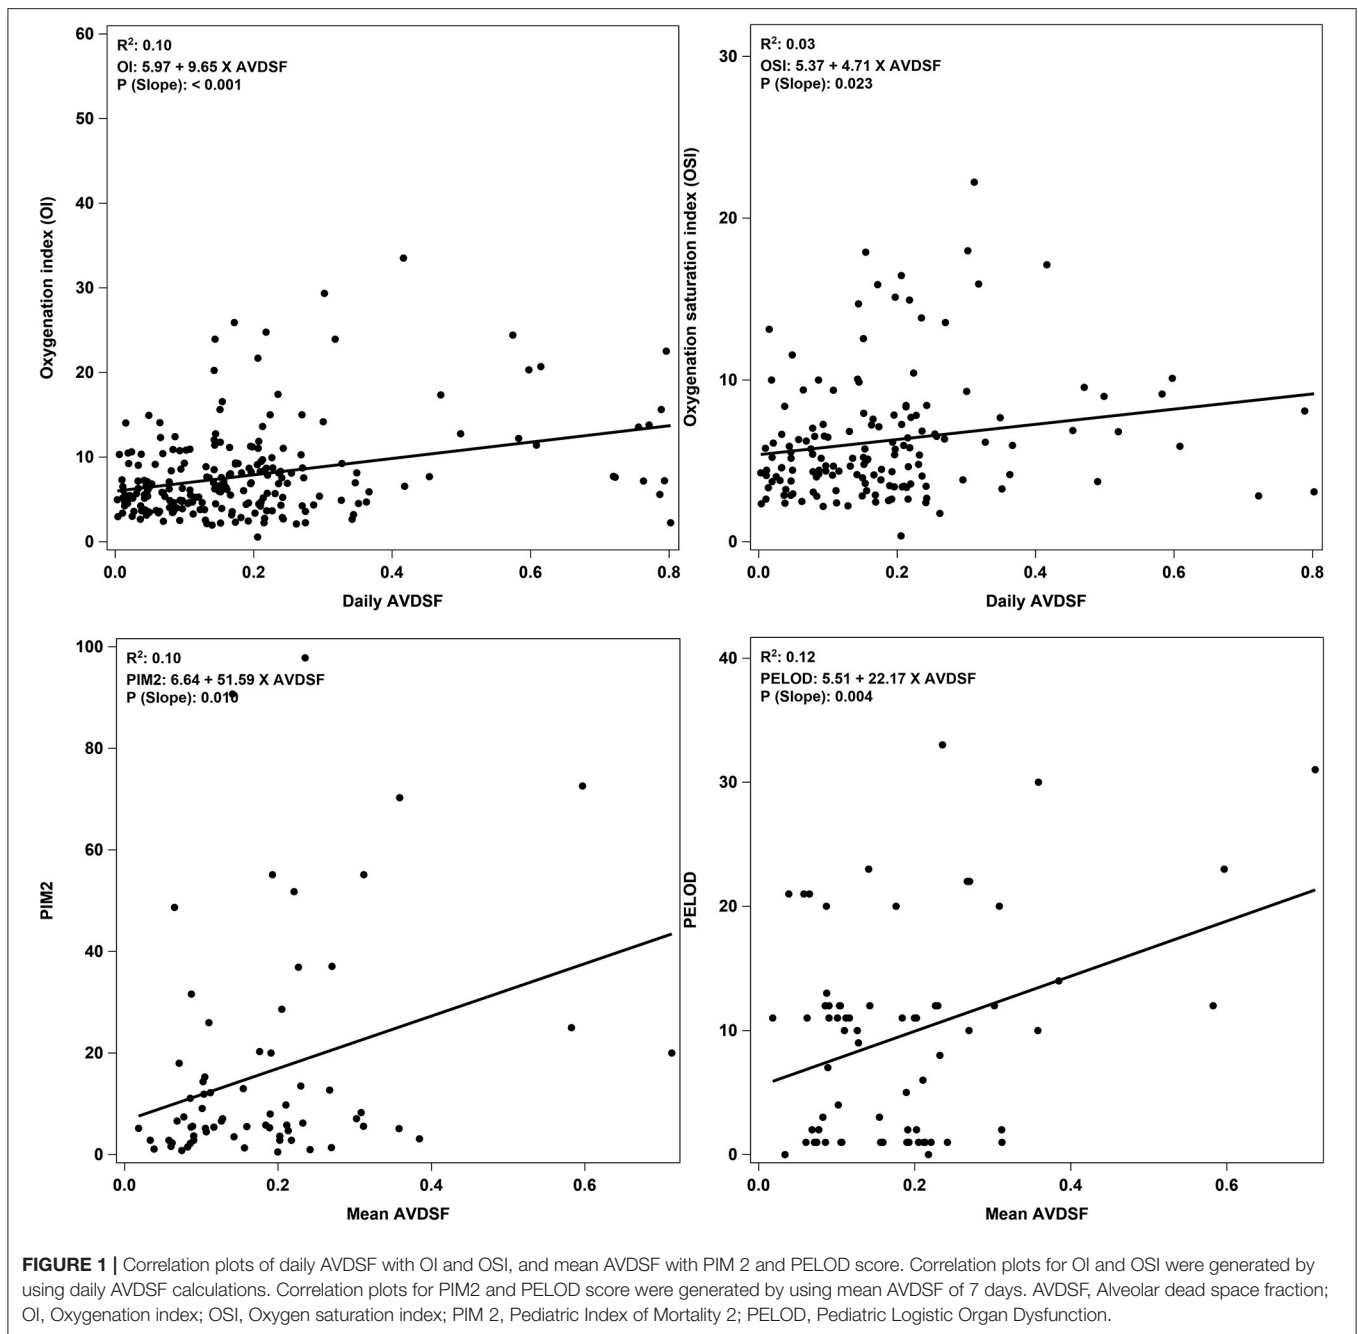 R²: 0.10
OI: 5.97 + 9.65 X AVDSF
P (Slope): < 0.001
60
50
40
30
20
10
0
Oxygenation index (OI)
0.0 0.2 0.4 0.6 0.8
Daily AVDSF
R²: 0.03
OSI: 5.37 + 4.71 X AVDSF
P (Slope): 0.023
30
20
10
0
Oxygenation saturation index (OSI)
0.0 0.2 0.4 0.6 0.8
Daily AVDSF
R²: 0.10
PIM2: 6.64 + 51.59 X AVDSF
P (Slope): 0.010
100
80
60
40
20
0
PIM2
0.0 0.2 0.4 0.6
Mean AVDSF
R²: 0.12
PELOD: 5.51 + 22.17 X AVDSF
P (Slope): 0.004
40
30
20
10
0
PELOD
0.0 0.2 0.4 0.6
Mean AVDSF
FIGURE 1 | Correlation plots of daily AVDSF with OI and OSI, and mean AVDSF with PIM 2 and PELOD score. Correlation plots for OI and OSI were generated by
using daily AVDSF calculations. Correlation plots for PIM2 and PELOD score were generated by using mean AVDSF of 7 days. AVDSF, Alveolar dead space fraction;
OI, Oxygenation index; OSI, Oxygen saturation index; PIM 2, Pediatric Index of Mortality 2; PELOD, Pediatric Logistic Organ Dysfunction.